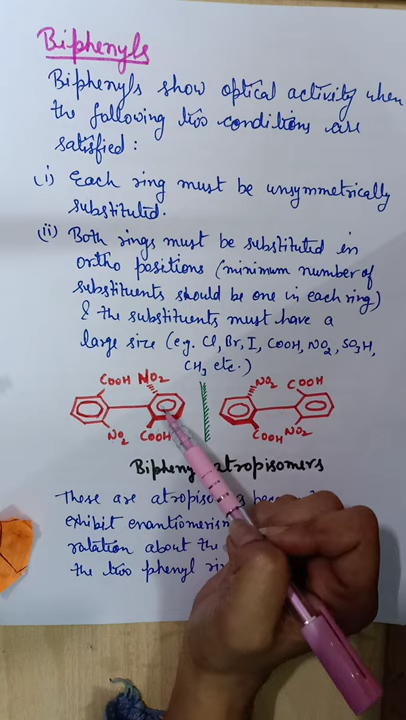 Biphenyls
Biphenyls show optical activity when
the following two conditions are
satisfied:
(i) Each ring must be unsymmetrically
substituted.
(ii) Both rings must be substituted in
ortho positions (minimum number of
substituents should be one in each ring)
& the substituents must have a
large size (e.g. Cl, Br, I, COOH, NO2, SO3H,
CH3 etc.)
COOH NO2 NO2 COOH
NO2 COOH COOH NO2
Biphenyl atropisomers
These are
exhibit enantiomerism
ratation about the
the two phenyl